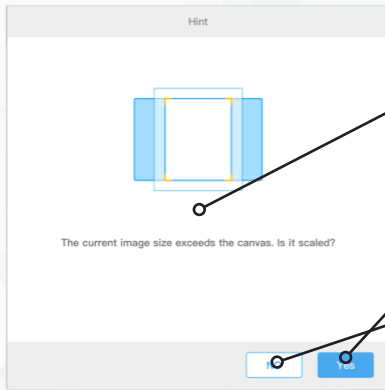 Hint
The current image size exceeds the canvas. Is it scaled?
Yes